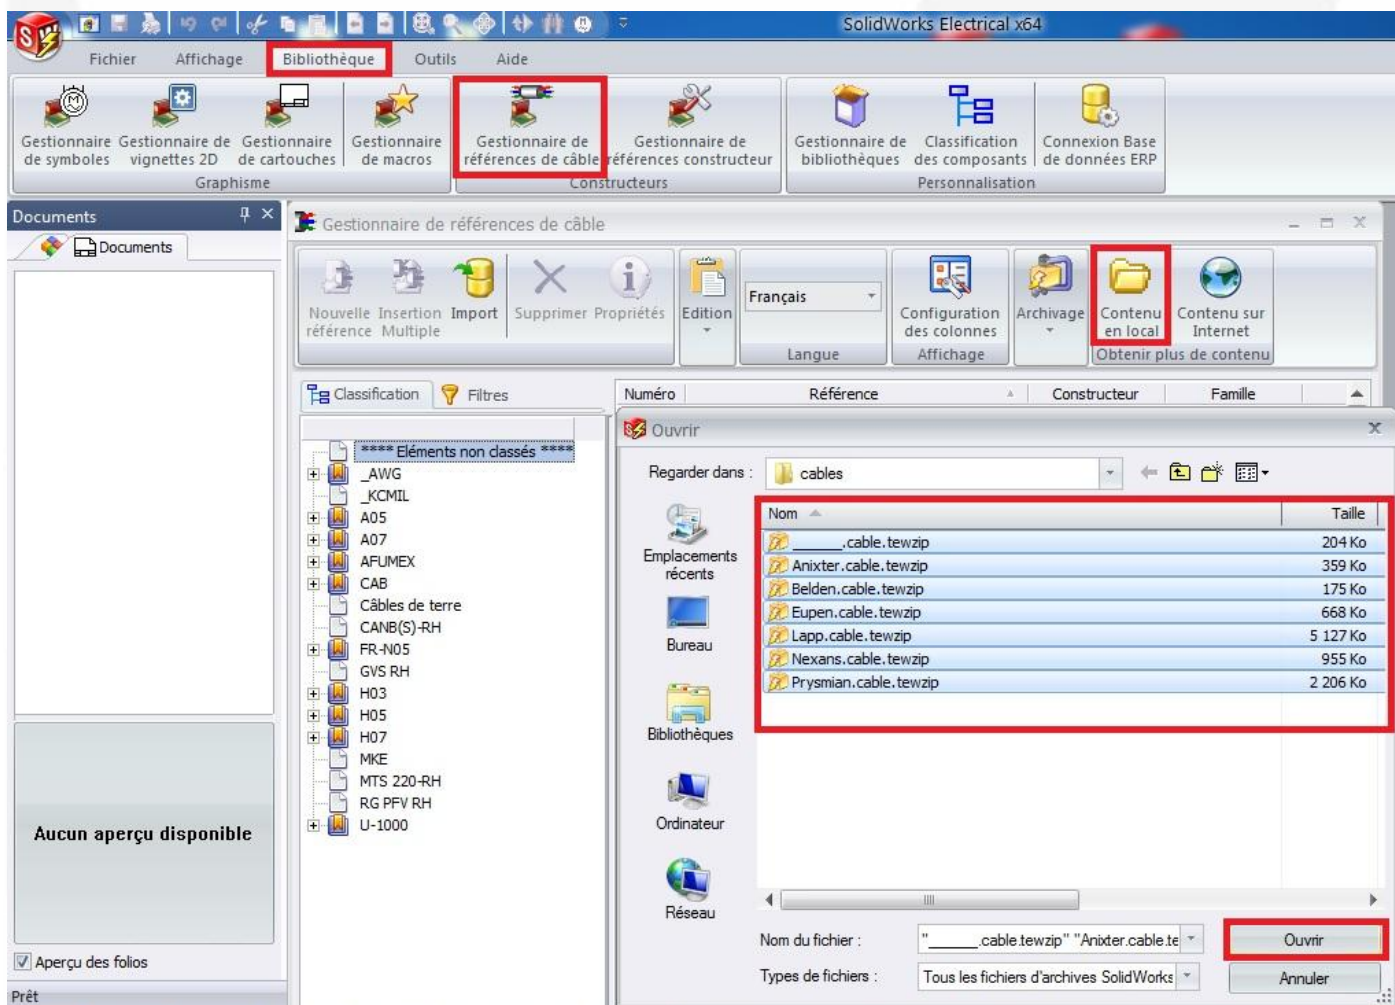 SolidWorks Electrical x64
Fichier Affichage Bibliothèque Outils Aide
Gestionnaire de symboles
Gestionnaire de vignettes 2D
Gestionnaire de cartouches
Gestionnaire de macros
Gestionnaire de références de câble
Gestionnaire de références constructeur
Gestionnaire de bibliothèques
Classification des composants
Connexion Base de données ERP
Graphisme
Constructeurs
Personnalisation
Documents
Documents
Gestionnaire de références de câble
Nouvelle référence
Insertion Multiple
Import
Supprimer
Propriétés
Edition
Français
Langue
Configuration des colonnes
Affichage
Archivage
Contenu en local
Contenu sur Internet
Obtenir plus de contenu
Classification
Filtres
Numéro Référence Constructeur Famille
**** Eléments non classés ****
_AWG
_KCMIL
A05
A07
AFUMEX
CAB
Câbles de terre
CANB(S)-RH
FR-N05
GVS RH
H03
H05
H07
MKE
MTS 220-RH
RG PFV RH
U-1000
Ouvrir
Regarder dans : cables
Emplacements récents
Bureau
Bibliothèques
Ordinateur
Réseau
Nom Taille
______.cable.tewzip 204 Ko
Anixter.cable.tewzip 359 Ko
Belden.cable.tewzip 175 Ko
Eupen.cable.tewzip 668 Ko
Lapp.cable.tewzip 5 127 Ko
Nexans.cable.tewzip 955 Ko
Prysmian.cable.tewzip 2 206 Ko
Nom du fichier : "______.cable.tewzip" "Anixter.cable.te
Ouvrir
Types de fichiers : Tous les fichiers d'archives SolidWorks
Annuler
Aucun aperçu disponible
Aperçu des folios
Prêt